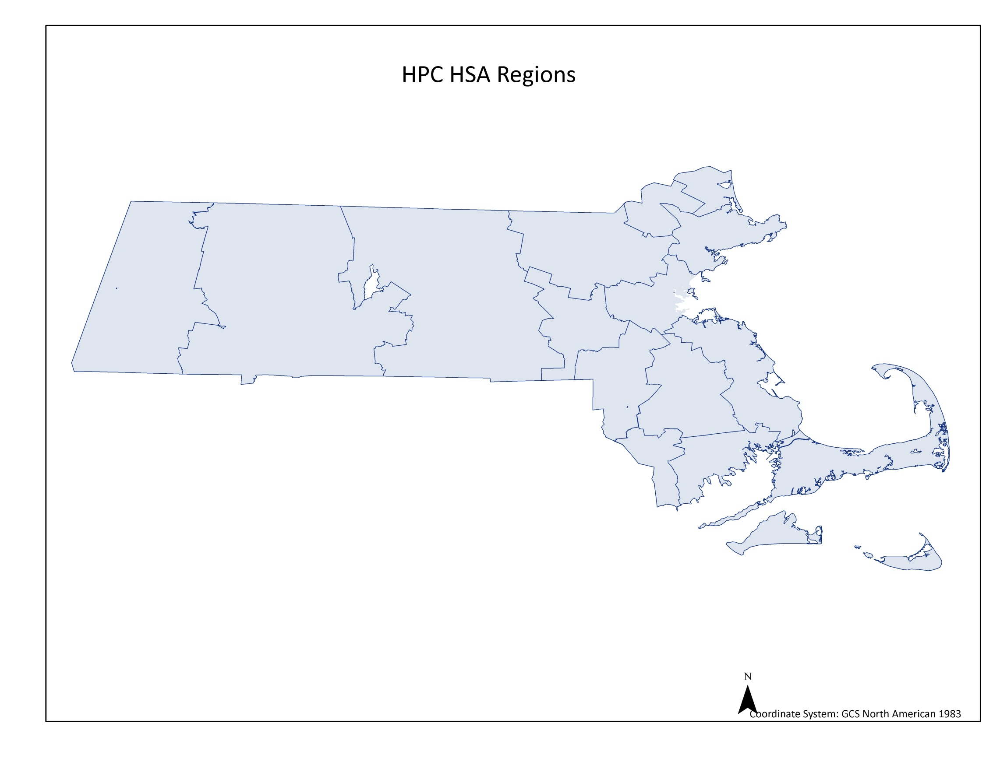 HPC HSA Regions
N
Coordinate System: GCS North American 1983